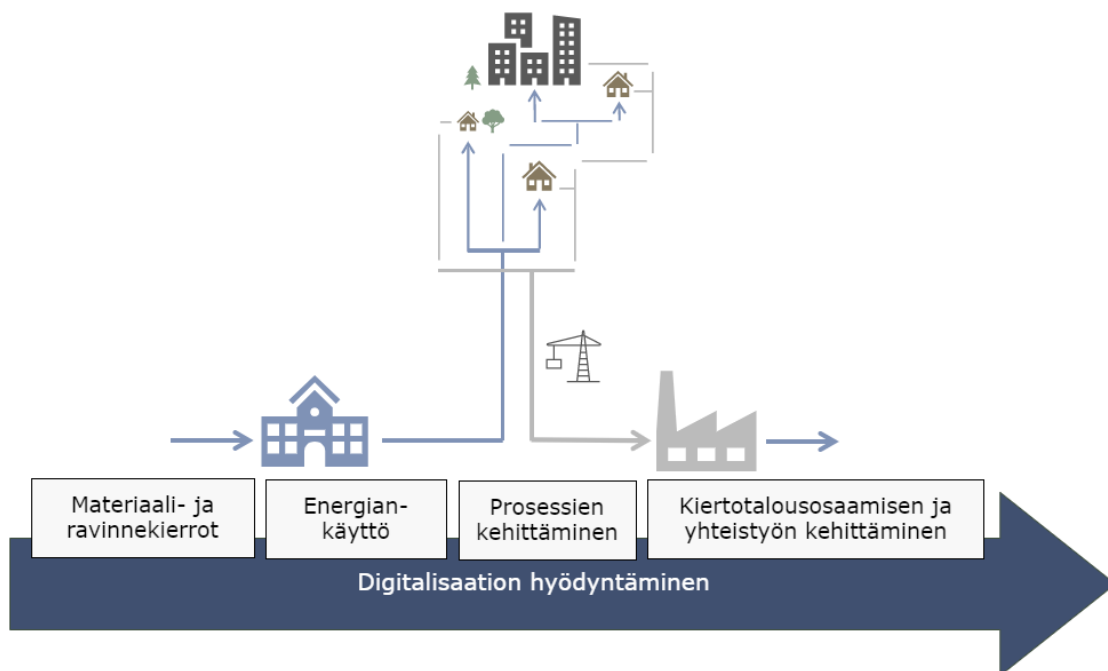 Materiaali- ja
ravinnekierrot
Energian-
käyttö
Prosessien
kehittäminen
Kiertotalousosaamisen ja
yhteistyön kehittäminen
Digitalisaation hyödyntäminen